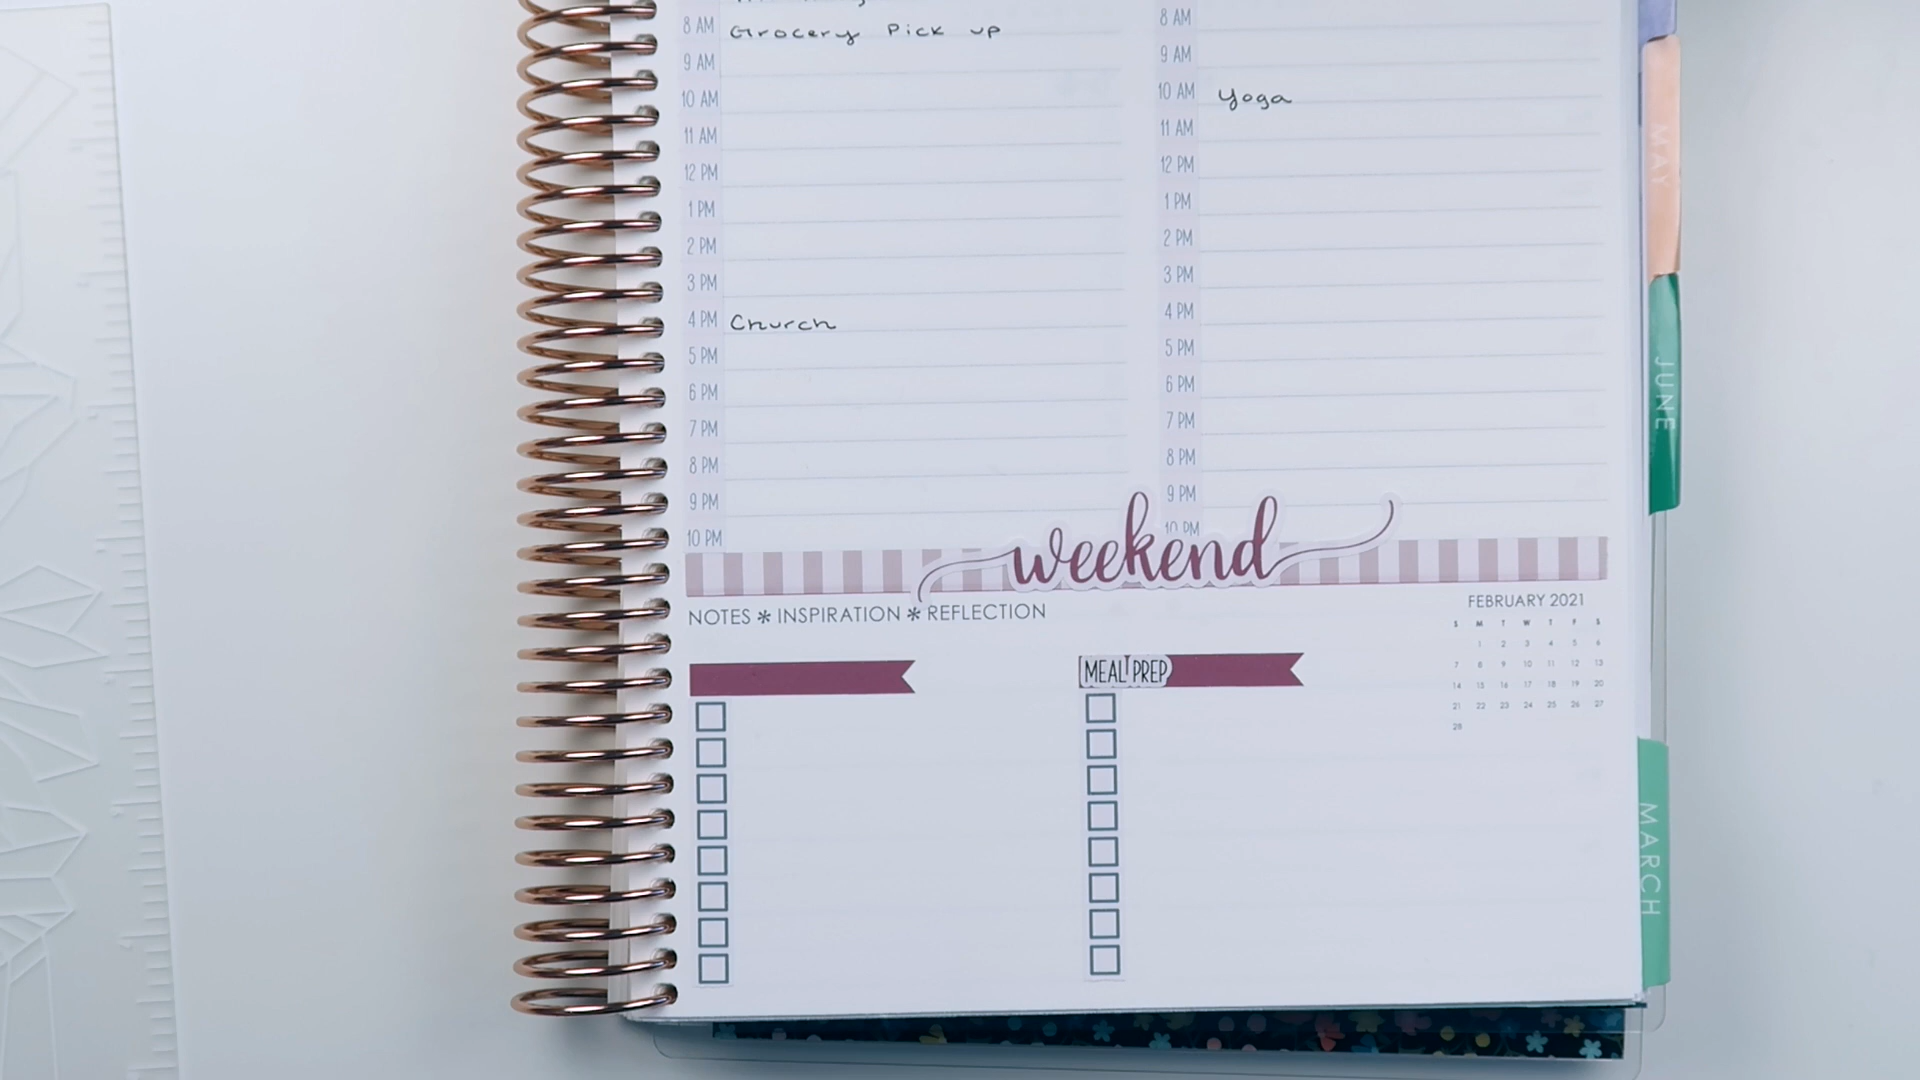 8 AM Grocery Pick up
9 AM
10 AM
11 AM
12 PM
1 PM
2 PM
3 PM
4 PM Church
5 PM
6 PM
7 PM
8 PM
9 PM
10 PM
8 AM
9 AM
10 AM Yoga
11 AM
12 PM
1 PM
2 PM
3 PM
4 PM
5 PM
6 PM
7 PM
8 PM
9 PM
10 PM
weekend
NOTES * INSPIRATION * REFLECTION
MEAL PREP
FEBRUARY 2021
S M T W T F S
1 2 3 4 5 6
7 8 9 10 11 12 13
14 15 16 17 18 19 20
21 22 23 24 25 26 27
28
MAY
JUNE
MARCH